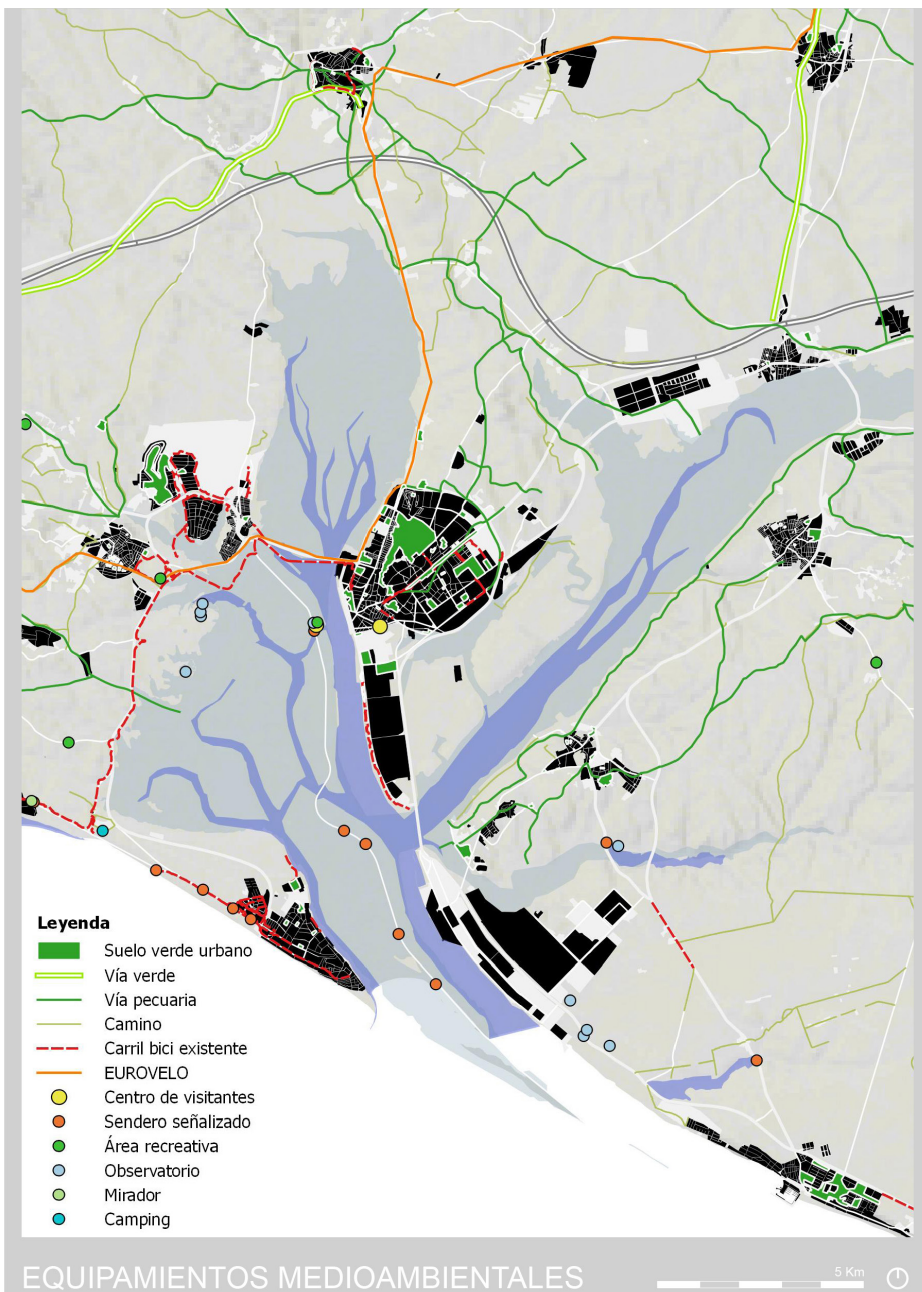 Leyenda
Suelo verde urbano
Vía verde
Vía pecuaria
Camino
Carril bici existente
EUROVELO
Centro de visitantes
Sendero señalizado
Área recreativa
Observatorio
Mirador
Camping
EQUIPAMIENTOS MEDIOAMBIENTALES
5 Km